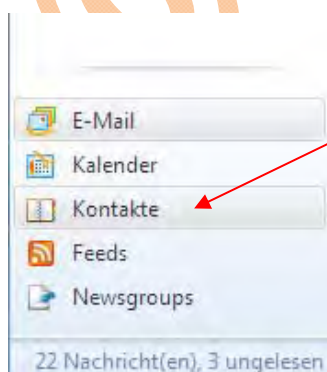 E-Mail
Kalender
Kontakte
Feeds
Newsgroups
22 Nachricht(en), 3 ungelesen